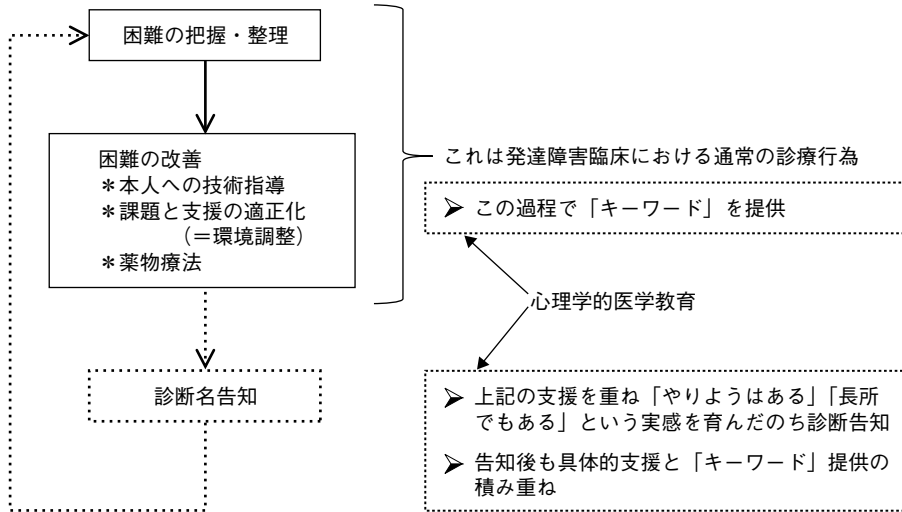 困難の把握・整理
困難の改善
＊本人への技術指導
＊課題と支援の適正化
（＝環境調整）
＊薬物療法
診断名告知
これは発達障害臨床における通常の診療行為
➢ この過程で「キーワード」を提供
心理学的医学教育
➢ 上記の支援を重ね「やりようはある」「長所
でもある」という実感を育んだのち診断告知
➢ 告知後も具体的支援と「キーワード」提供の
積み重ね